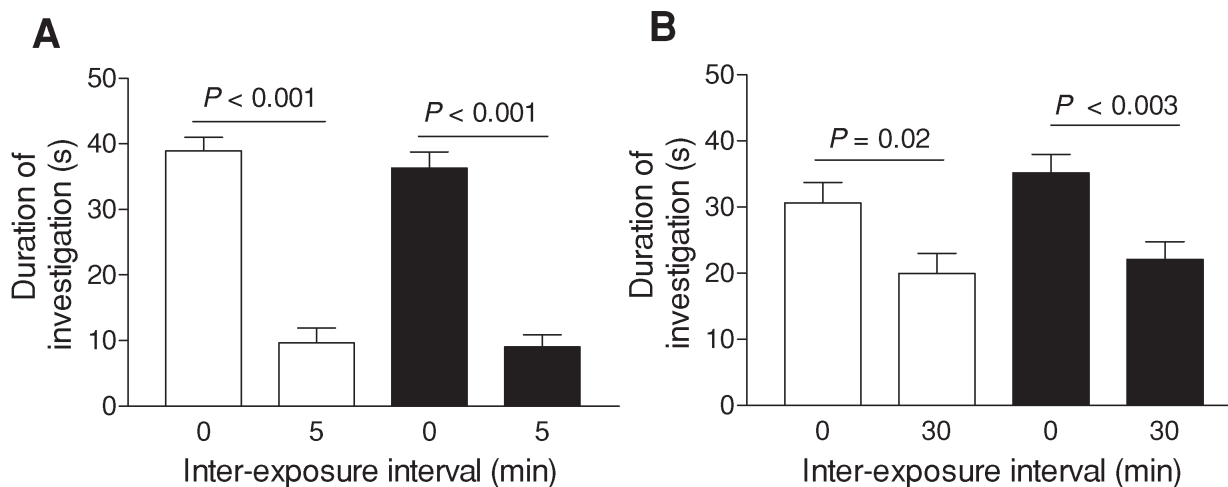 A
50
40
30
20
10
0
Duration of
investigation (s)
P < 0.001
P < 0.001
0 5 0 5
Inter-exposure interval (min)
B
50
40
30
20
10
0
Duration of
investigation (s)
P = 0.02
P < 0.003
0 30 0 30
Inter-exposure interval (min)